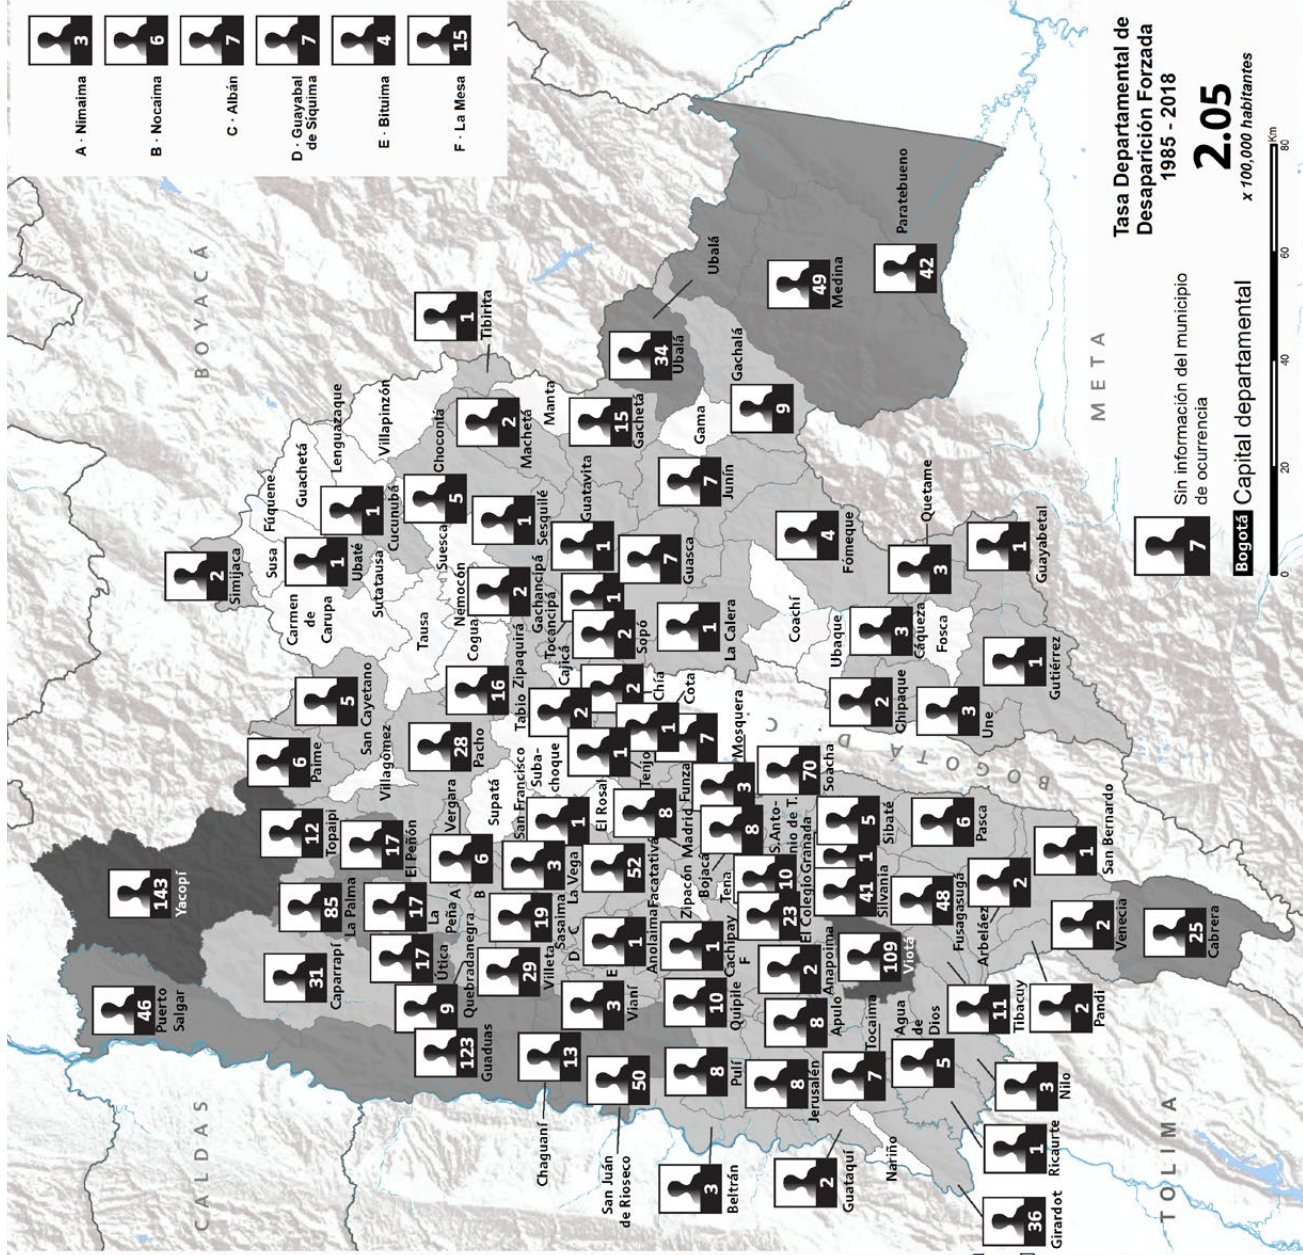 A · Nimaima
3
B · Nocaima
6
C · Albán
7
D · Guayabal
de Síquima
7
E · Bituima
4
F · La Mesa
15
CALDAS
BOYACÁ
46
Puerto
Salgar
143
Yacopí
2
Simijaca
Susa
Fúquene
Guachetá
Lenguazaque
Villapinzón
Carmen
de
Carupa
6
Paime
12
Topaipí
31
Caparrapí
85
La Palma
5
San Cayetano
1
Ubaté
1
Cucunubá
Sutatausa
Villagómez
17
El Peñón
17
La
Peña
17
Útica
9
Quebradanegra
123
Guaduas
Tausa
Suesca
5
Chocontá
1
Tibirita
28
Pacho
Vergara
6
A
B
Nemocón
Cogua
16
Zipaquirá
Supatá
2
Machetá
Manta
1
Sesquilé
2
Gachancipá
Tocancipá
1
San Francisco
Suba-
choque
Tabio
2
Cajicá
3
La Vega
1
El Rosal
19
Sasaima
29
Villeta
13
Chaguaní
D
C
E
Guatavita
1
15
Gachetá
2
Sopó
7
Guasca
34
Ubalá
Ubalá
2
Chía
1
Tenjo
1
Cota
7
Funza
8
Madrid
52
Facatativá
1
Anolaima
3
Vianí
50
San Juán
de Rioseco
Zipacón
Bojacá
8
3
Mosquera
Gama
7
Junín
1
La Calera
9
Gachalá
1
Cachipay
F
10
Quipile
8
Pulí
3
Beltrán
Tena
10
S.Anto-
nio de T.
23
El Colegio
Granada
1
70
Soacha
2
Anapoima
8
Apulo
8
Jerusalén
2
Guataquí
Nariño
49
Medina
42
Paratebueno
4
Fómeque
Coachí
Ubaque
BOGOTÁ D. C.
5
Sibaté
41
Silvania
109
Viotá
7
Tocaima
2
Chipaque
3
Cáqueza
Fosca
3
Quetame
48
Fusagasugá
6
Pasca
Agua
de
Dios
5
3
Une
1
Guayabetal
1
Gutiérrez
2
Arbeláez
11
Tibacuy
36
Girardot
1
Ricaurte
3
Nilo
2
Pandi
1
San Bernardo
2
Venecia
25
Cabrera
META
TOLIMA
Tasa Departamental de
Desaparición Forzada
1985 - 2018
2.05
x 100,000 habitantes
7
Sin información del municipio
de ocurrencia
Bogotá Capital departamental
0
20
40
60
80
Km